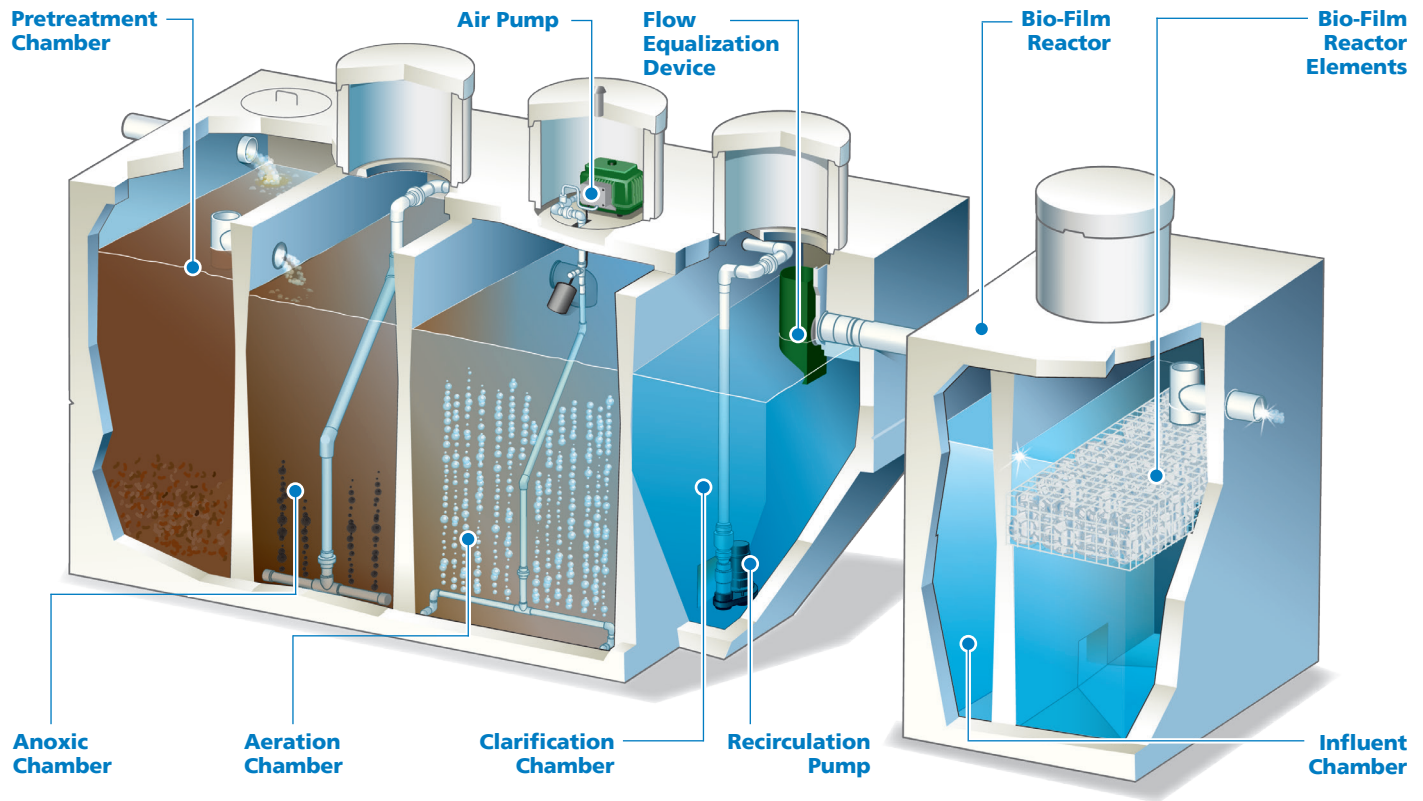 Pretreatment
Chamber
Air Pump
Flow
Equalization
Device
Bio-Film
Reactor
Bio-Film
Reactor
Elements
Anoxic
Chamber
Aeration
Chamber
Clarification
Chamber
Recirculation
Pump
Influent
Chamber